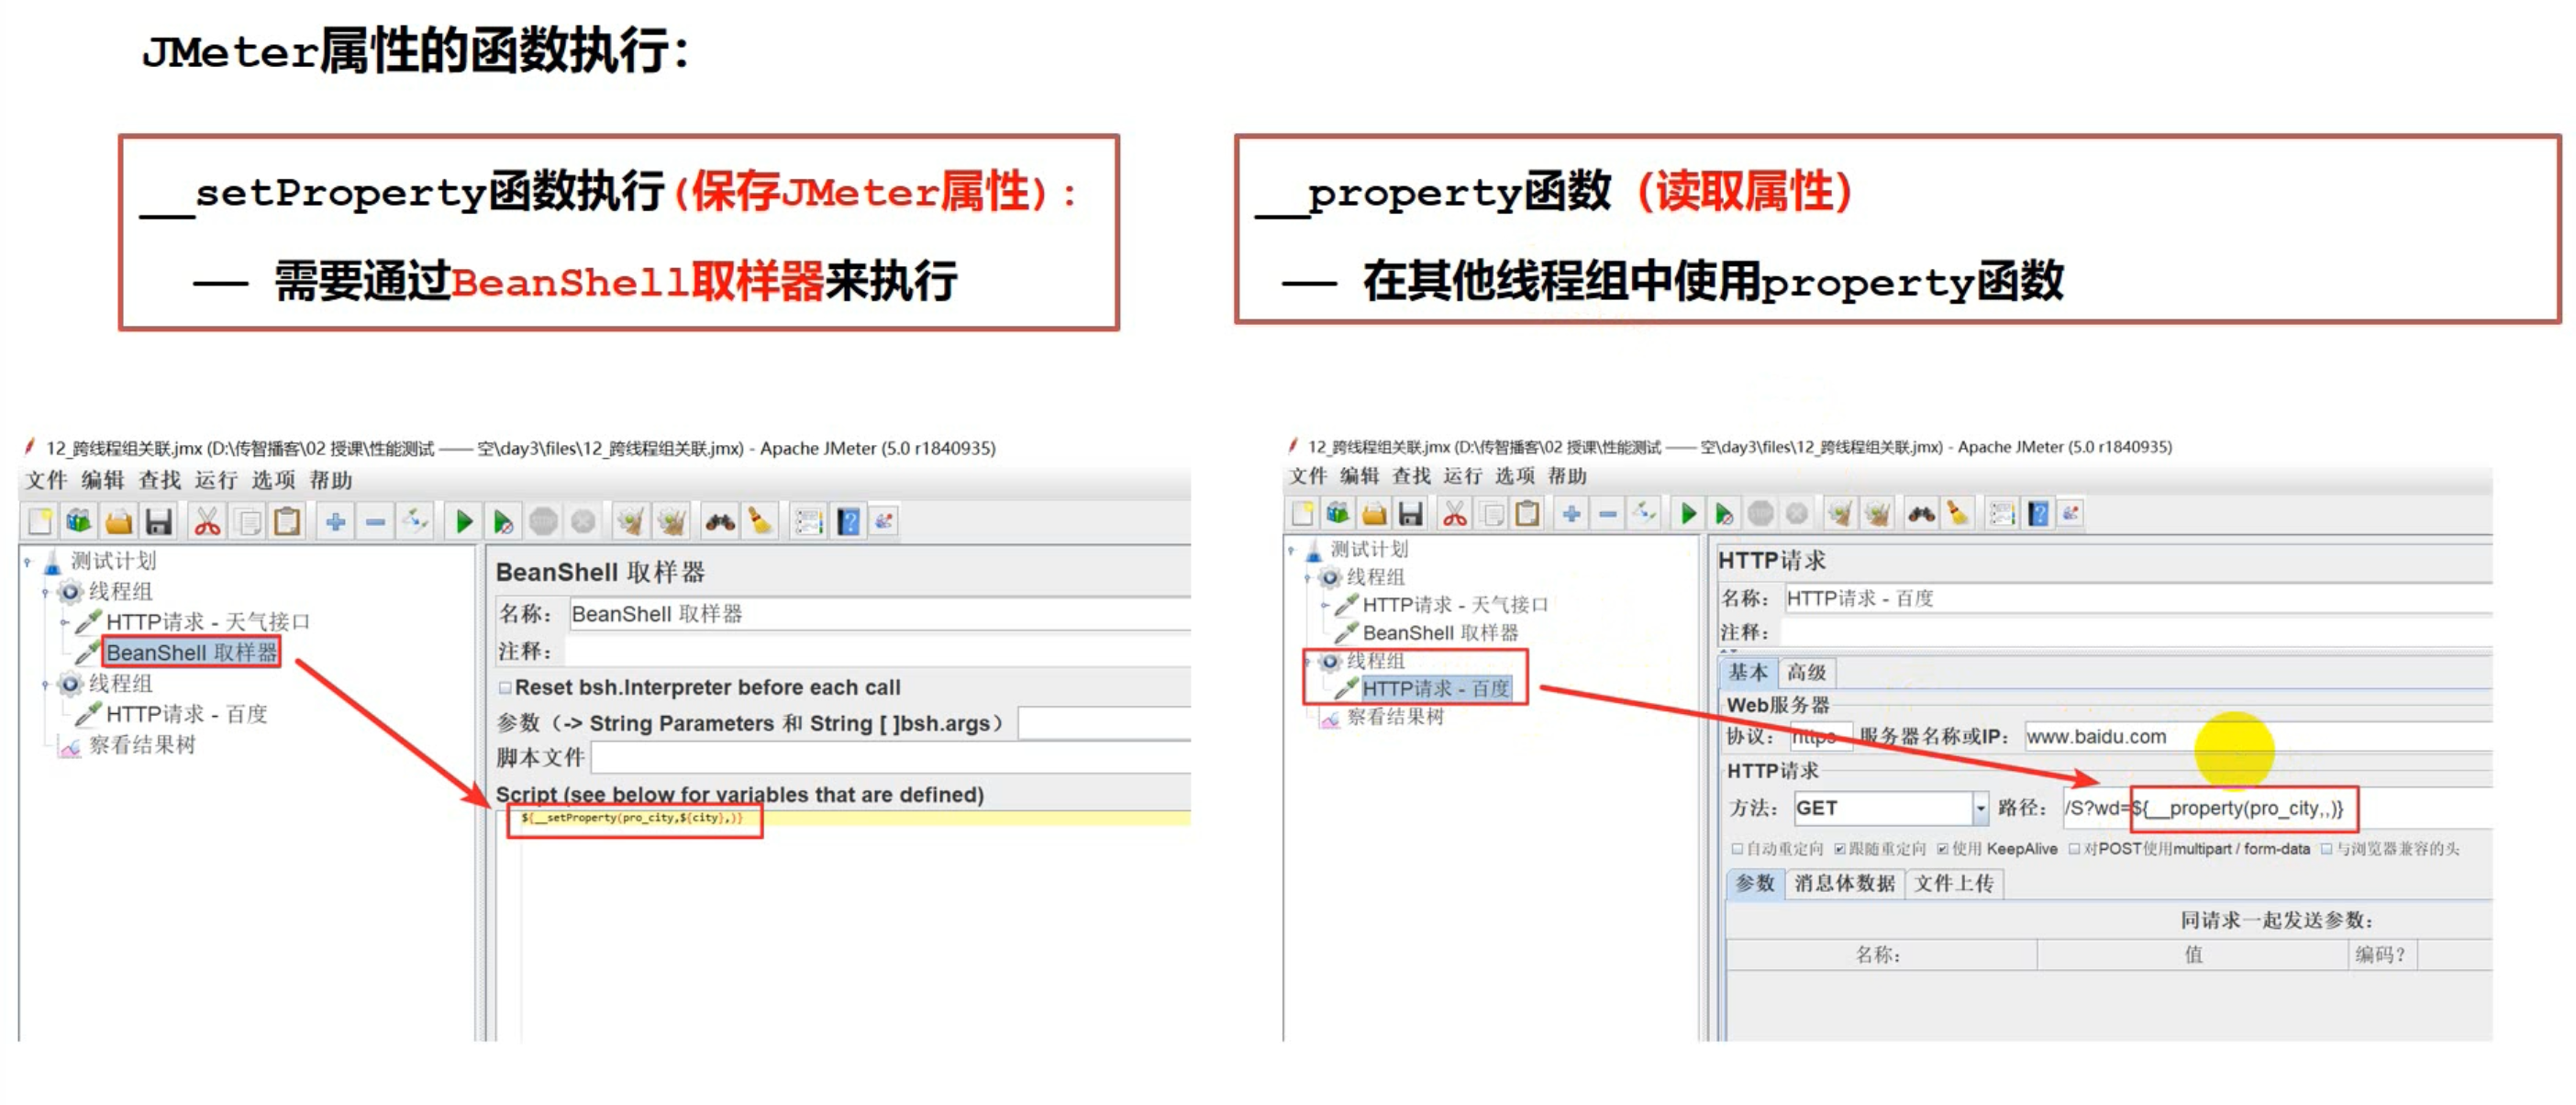 JMeter属性的函数执行：
__setProperty函数执行(保存JMeter属性)：
— 需要通过BeanShell取样器来执行
__property函数（读取属性）
— 在其他线程组中使用property函数
12_跨线程组关联.jmx (D:\传智播客\02 授课\性能测试 —— 空\day3\files\12_跨线程组关联.jmx) - Apache JMeter (5.0 r1840935)
文件 编辑 查找 运行 选项 帮助
测试计划
线程组
HTTP请求 - 天气接口
BeanShell 取样器
线程组
HTTP请求 - 百度
察看结果树
BeanShell 取样器
名称： BeanShell 取样器
注释：
Reset bsh.Interpreter before each call
参数（-> String Parameters 和 String [ ]bsh.args）
脚本文件
Script (see below for variables that are defined)
${__setProperty(pro_city,${city},)}
12_跨线程组关联.jmx (D:\传智播客\02 授课\性能测试 —— 空\day3\files\12_跨线程组关联.jmx) - Apache JMeter (5.0 r1840935)
文件 编辑 查找 运行 选项 帮助
测试计划
线程组
HTTP请求 - 天气接口
BeanShell 取样器
线程组
HTTP请求 - 百度
察看结果树
HTTP请求
名称： HTTP请求 - 百度
注释：
基本 高级
Web服务器
协议： https 服务器名称或IP： www.baidu.com
HTTP请求
方法： GET 路径： /S?wd=${__property(pro_city,,)}
自动重定向 跟随重定向 使用 KeepAlive 对POST使用multipart / form-data 与浏览器兼容的头
参数 消息体数据 文件上传
同请求一起发送参数：
名称： 值 编码？